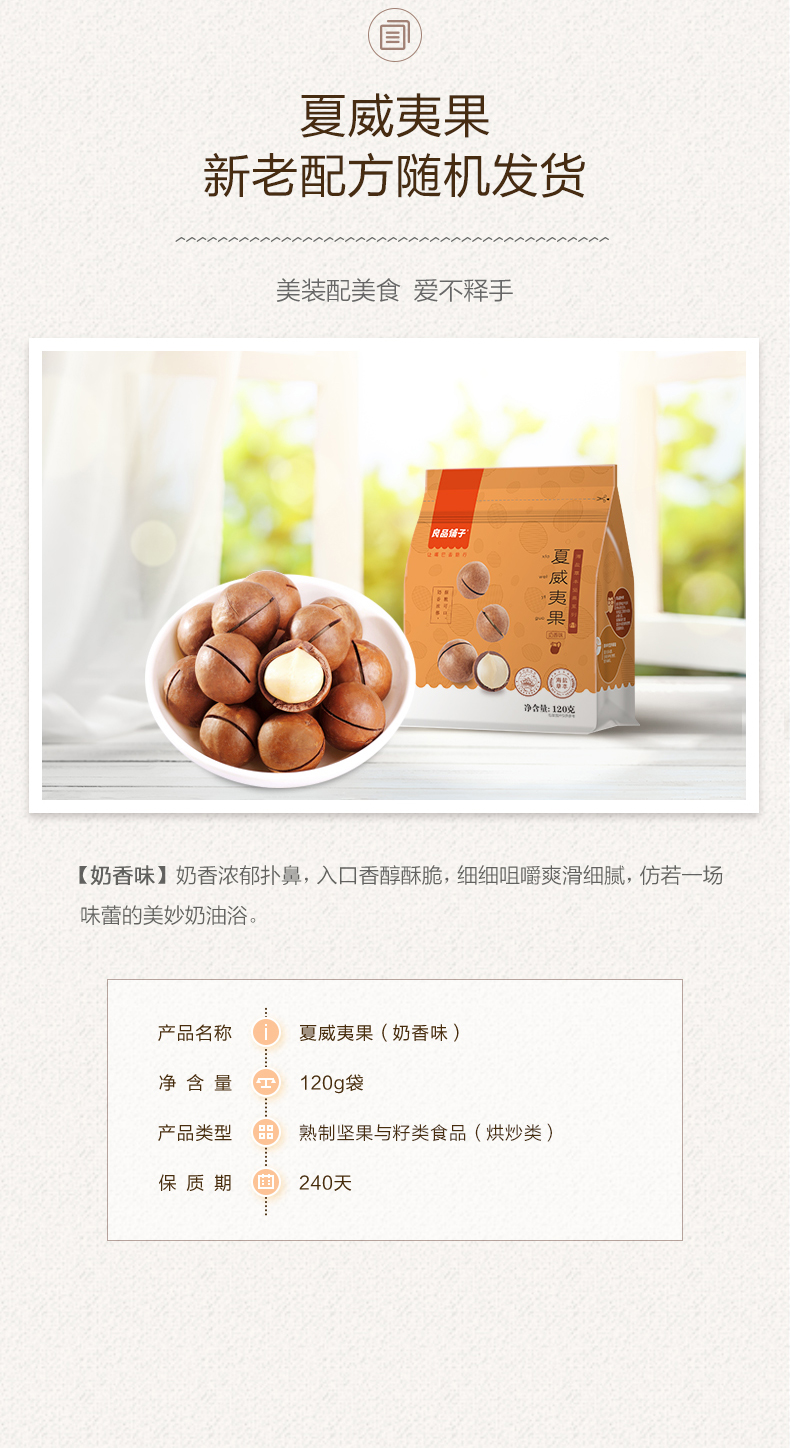 夏威夷果
新老配方随机发货
美装配美食 爱不释手
良品铺子
夏威夷果
奶香味
净含量: 120克
【奶香味】奶香浓郁扑鼻, 入口香醇酥脆, 细细咀嚼爽滑细腻, 仿若一场
味蕾的美妙奶油浴。
产品名称 夏威夷果（奶香味）
净含量 120g袋
产品类型 熟制坚果与籽类食品（烘炒类）
保质期 240天